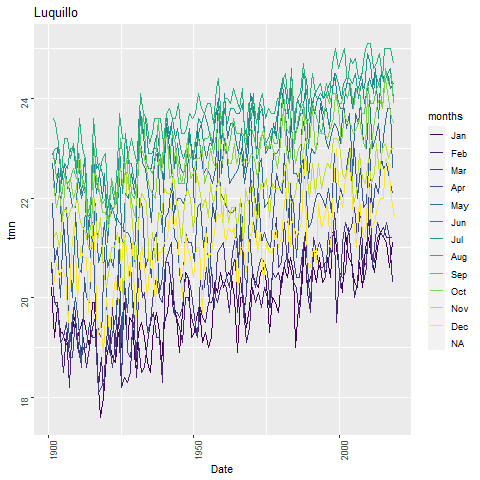 Luquillo
tmn
24
22
20
18
1900
1950
2000
Date
months
Jan
Feb
Mar
Apr
May
Jun
Jul
Aug
Sep
Oct
Nov
Dec
NA